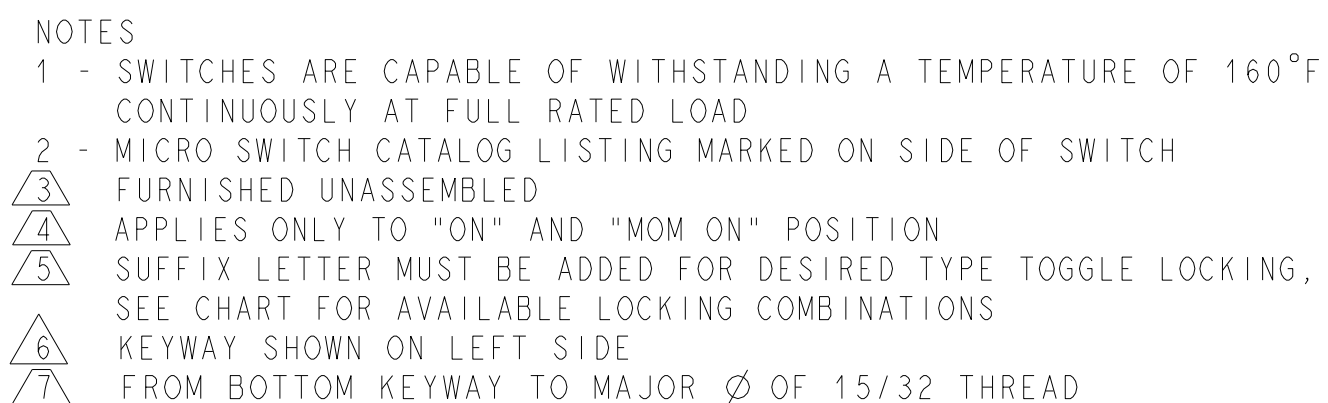 NOTES
1 - SWITCHES ARE CAPABLE OF WITHSTANDING A TEMPERATURE OF 160°F
CONTINUOUSLY AT FULL RATED LOAD
2 - MICRO SWITCH CATALOG LISTING MARKED ON SIDE OF SWITCH
3 FURNISHED UNASSEMBLED
4 APPLIES ONLY TO "ON" AND "MOM ON" POSITION
5 SUFFIX LETTER MUST BE ADDED FOR DESIRED TYPE TOGGLE LOCKING,
SEE CHART FOR AVAILABLE LOCKING COMBINATIONS
6 KEYWAY SHOWN ON LEFT SIDE
7 FROM BOTTOM KEYWAY TO MAJOR Ø OF 15/32 THREAD